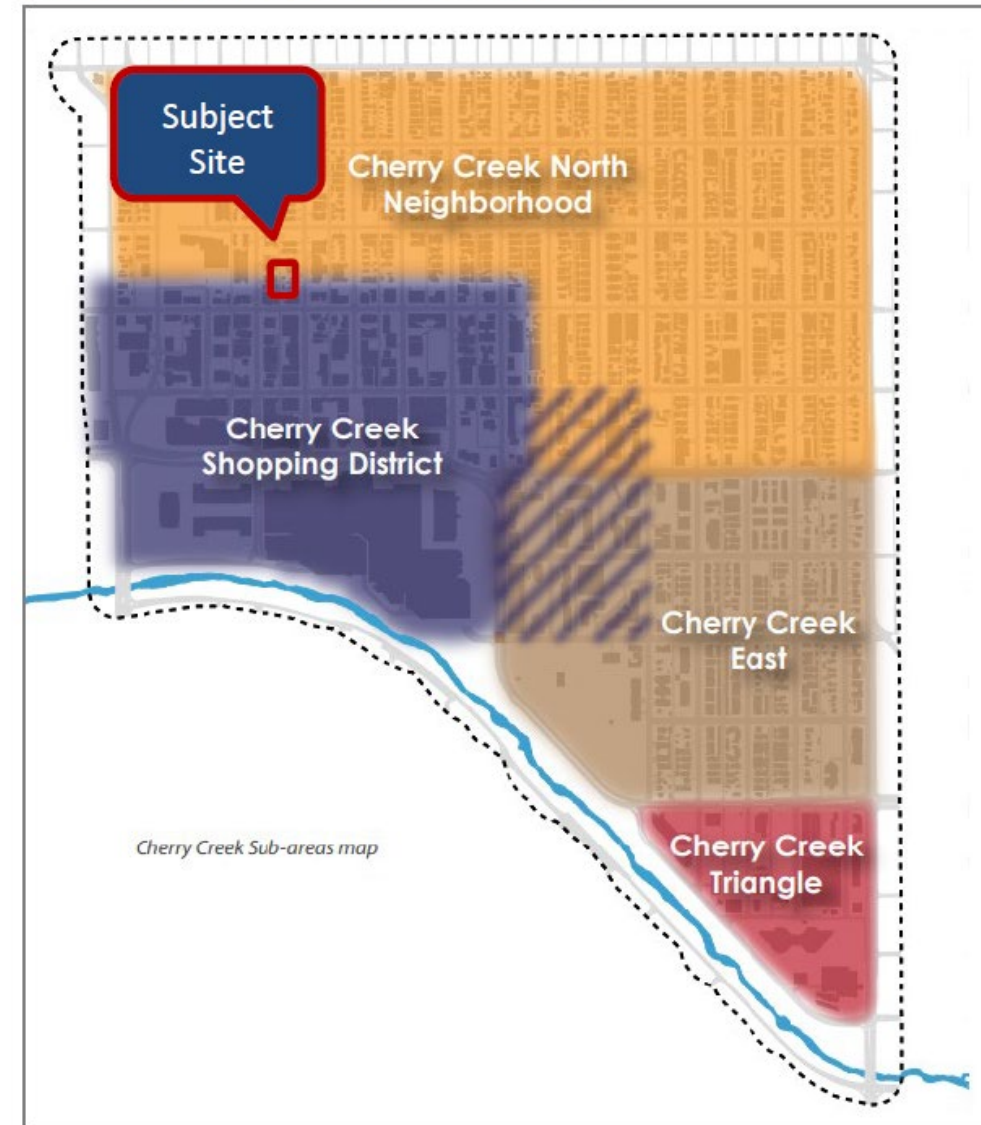 Subject
Site
Cherry Creek North
Neighborhood
Cherry Creek
Shopping District
Cherry Creek
East
Cherry Creek
Triangle
Cherry Creek Sub-areas map